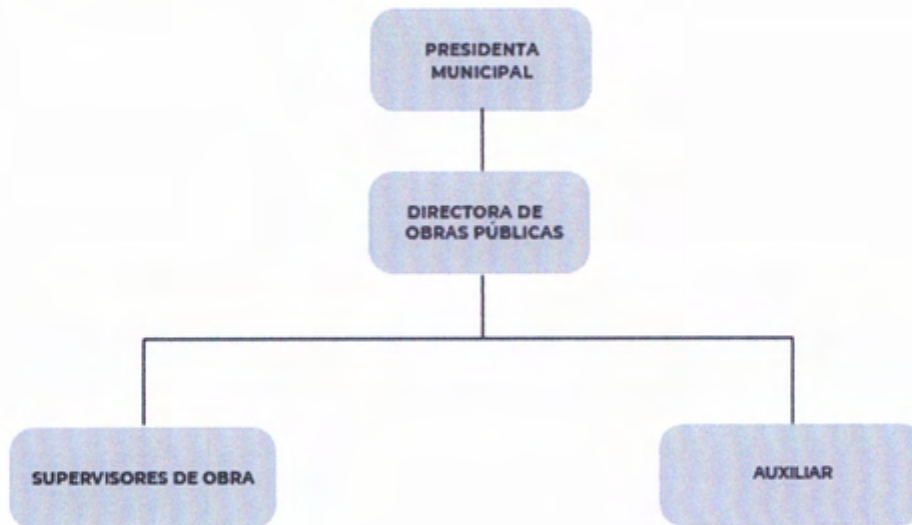 PRESIDENTA
MUNICIPAL
DIRECTORA DE
OBRAS PÚBLICAS
SUPERVISORES DE OBRA
AUXILIAR